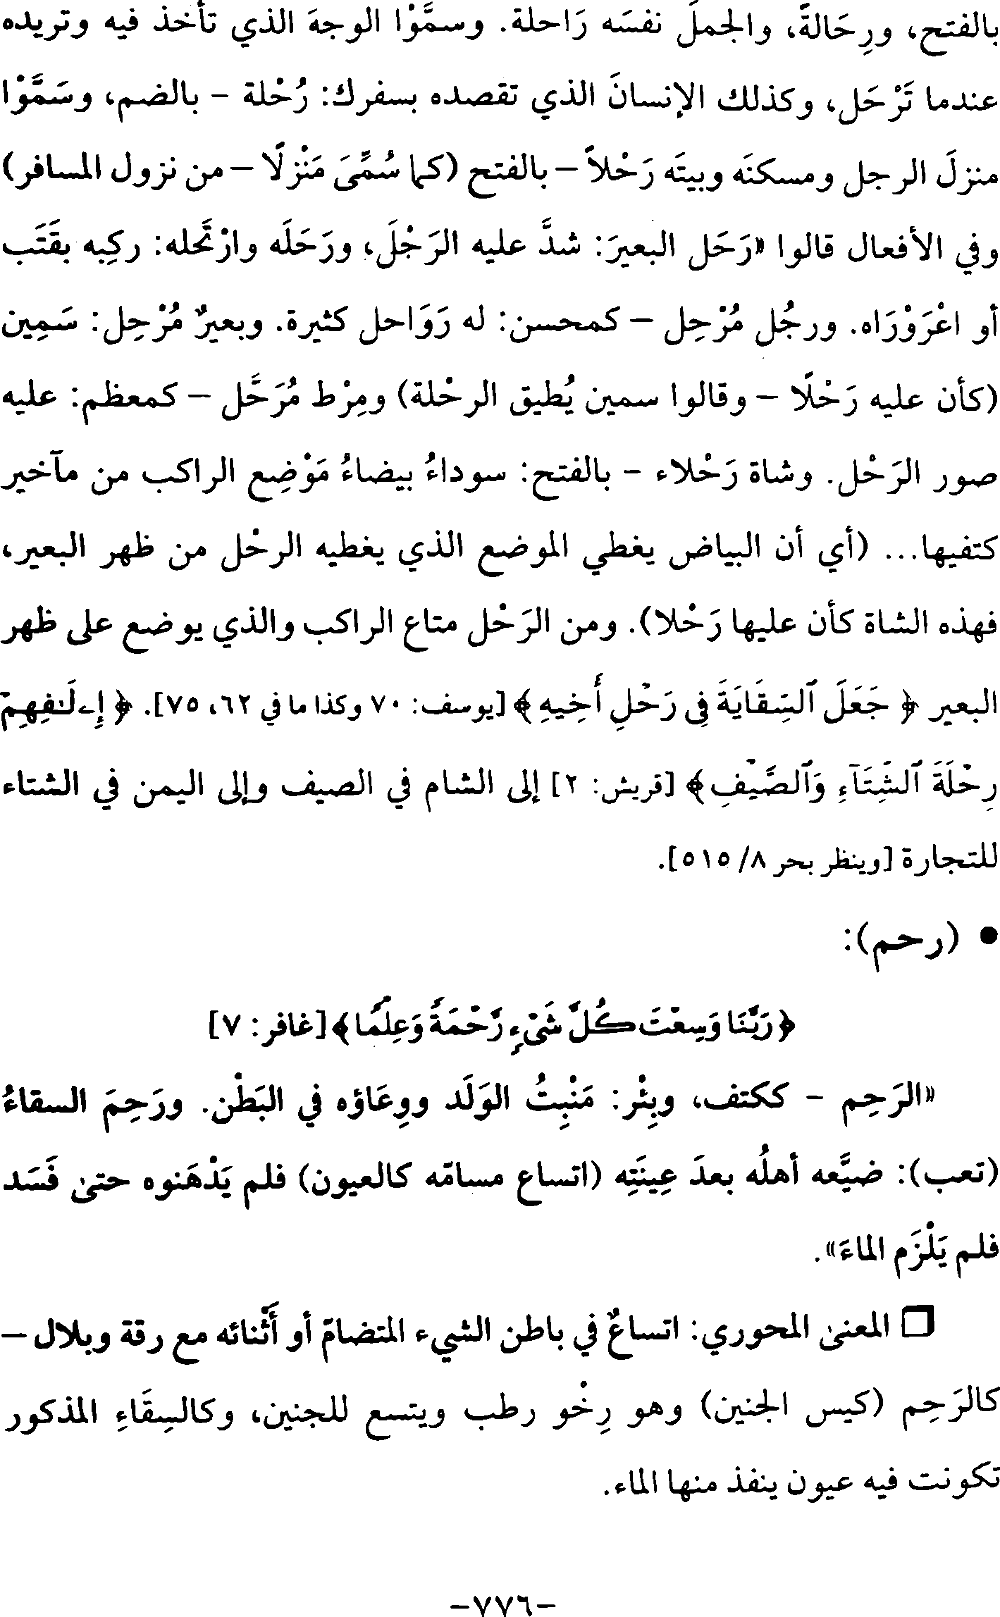 بالفتح، ورِحَالةً، والجملَ نفسَه رَاحلة. وسمَّوْا الوجهَ الذي تأخذ فيه وتريده
عندما تَرْحَل، وكذلك الإنسانَ الذي تقصده بسفرك: رُحْلة – بالضم، وسَمَّوْا
منزلَ الرجل ومسكنَه وبيتَه رَحْلاً – بالفتح (كما سُمِّىَ مَنْزلًا – من نزول المسافر)
وفي الأفعال قالوا «رَحَل البعيرَ: شدَّ عليه الرَحْلَ، ورَحَلَه وارْتَحَله: ركِبه بقَتَب
أو اعْرَوْرَاه. ورجُل مُرْحِل – كمحسن: له رَوَاحل كثيرة. وبعيرٌ مُرْحِل: سَمِين
(كأن عليه رَحْلًا – وقالوا سمين يُطيق الرحْلة) ومِرْط مُرَحَّل – كمعظم: عليه
صور الرَحْل. وشاة رَحْلاء – بالفتح: سوداءُ بيضاءُ مَوْضِع الراكب من مآخير
كتفيها... (أي أن البياض يغطي الموضع الذي يغطيه الرحْل من ظهر البعير،
فهذه الشاة كأن عليها رَحْلا). ومن الرَحْل متاع الراكب والذي يوضع على ظهر
البعير ﴿ جَعَلَ ٱلسِّقَايَةَ فِى رَحْلِ أَخِيهِ ﴾ [يوسف: ٧٠ وكذا ما في ٦٢، ٧٥]. ﴿ إِۦلَـٰفِهِمْ
رِحْلَةَ ٱلشِّتَآءِ وَٱلصَّيْفِ ﴾ [قريش: ٢] إلى الشام في الصيف وإلى اليمن في الشتاء
للتجارة [وينظر بحر ٨/ ٥١٥].
• (رحم):
﴿ رَبَّنَا وَسِعْتَ كُلَّ شَىْءٍ رَّحْمَةً وَعِلْمًا ﴾ [غافر: ٧]
«الرَحِم – ككتف، وبِئْر: مَنْبِتُ الوَلَد ووِعَاؤه في البَطْن. ورَحِمَ السقاءُ
(تعب): ضيَّعه أهلُه بعدَ عِينَتِه (اتساع مسامّه كالعيون) فلم يَدْهَنوه حتىٰ فَسَد
فلم يَلْزَم الماءَ».
❏ المعنىٰ المحوري: اتساعٌ في باطن الشيء المتضامّ أو أَثْنائه مع رقة وبلال –
كالرَحِم (كيس الجنين) وهو رِخْو رطب ويتسع للجنين، وكالسِقَاءِ المذكور
تكونت فيه عيون ينفذ منها الماء.
–٧٧٦–